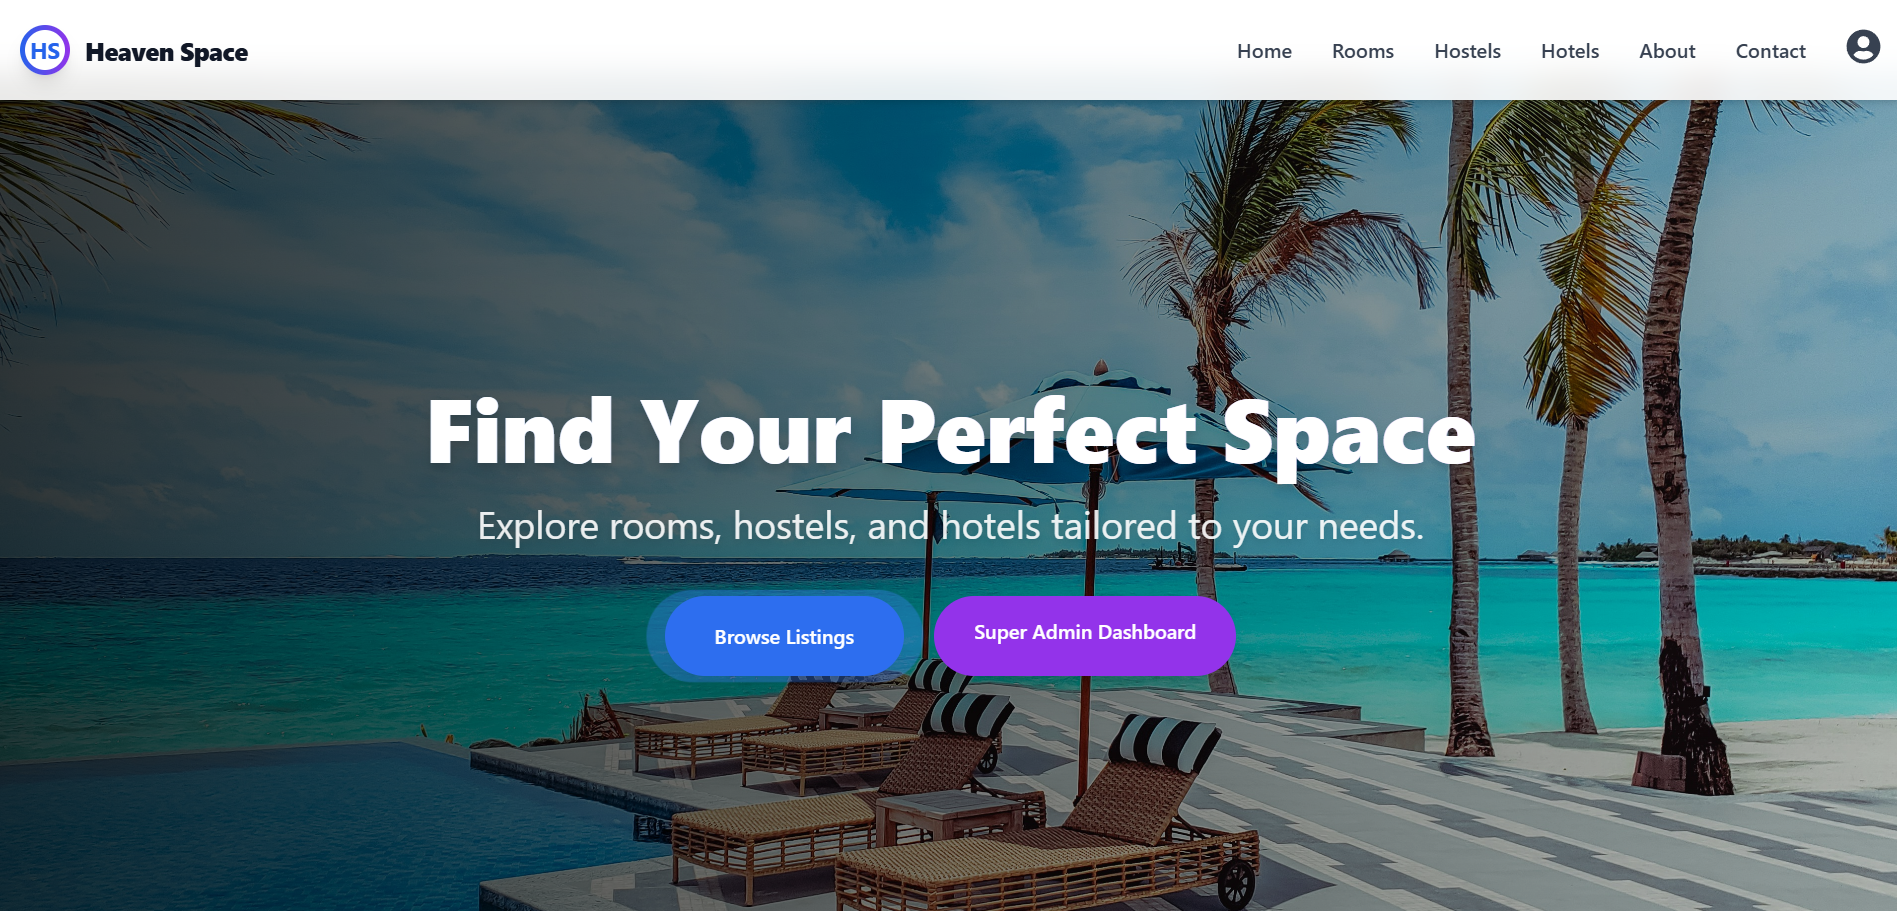 HS Heaven Space
Home Rooms Hostels Hotels About Contact
Find Your Perfect Space
Explore rooms, hostels, and hotels tailored to your needs.
Browse Listings
Super Admin Dashboard